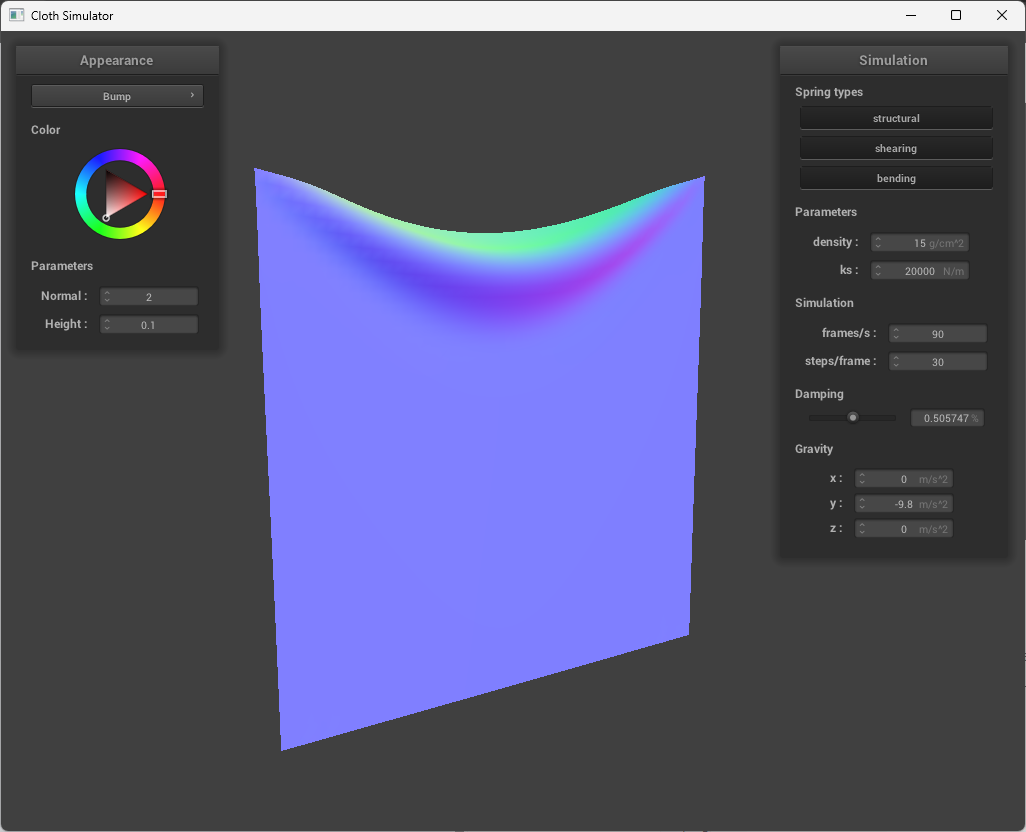 Cloth Simulator
Appearance
Bump
Color
Parameters
Normal : 2
Height : 0.1
Simulation
Spring types
structural
shearing
bending
Parameters
density : 15 g/cm^2
ks : 20000 N/m
Simulation
frames/s : 90
steps/frame : 30
Damping
0.505747 %
Gravity
x : 0 m/s^2
y : -9.8 m/s^2
z : 0 m/s^2